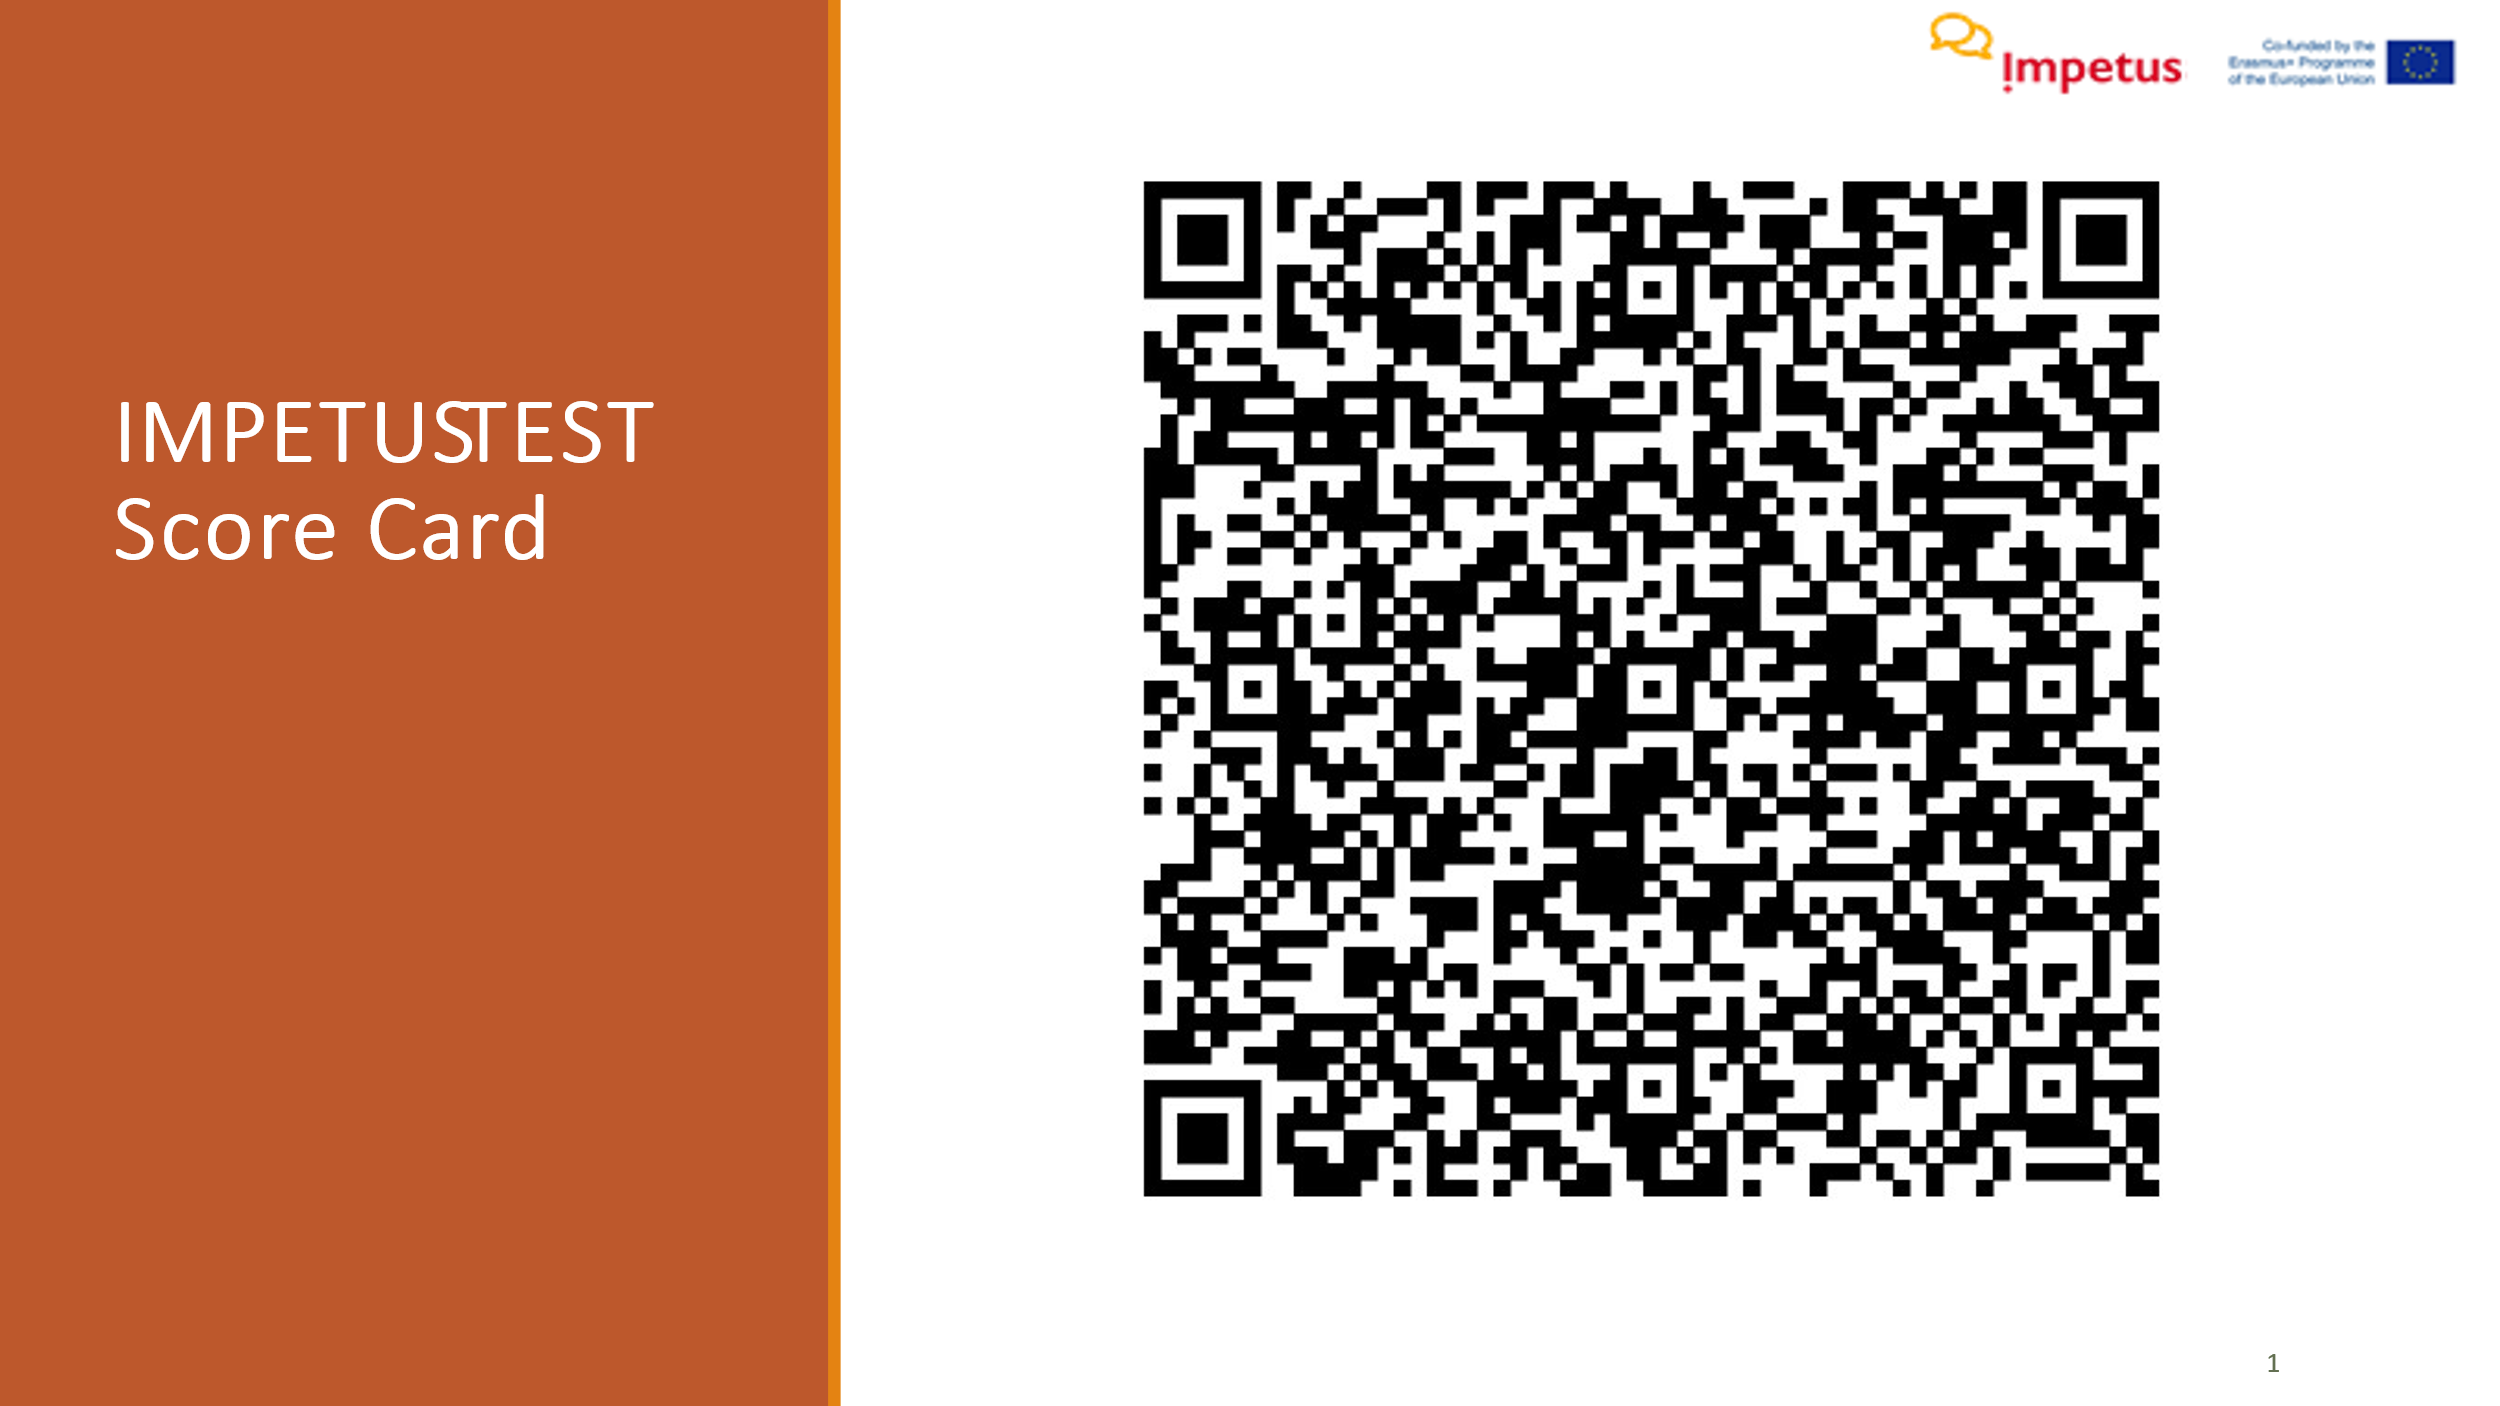 Impetus
Co-funded by the
Erasmus+ Programme
of the European Union
IMPETUSTEST
Score Card
1